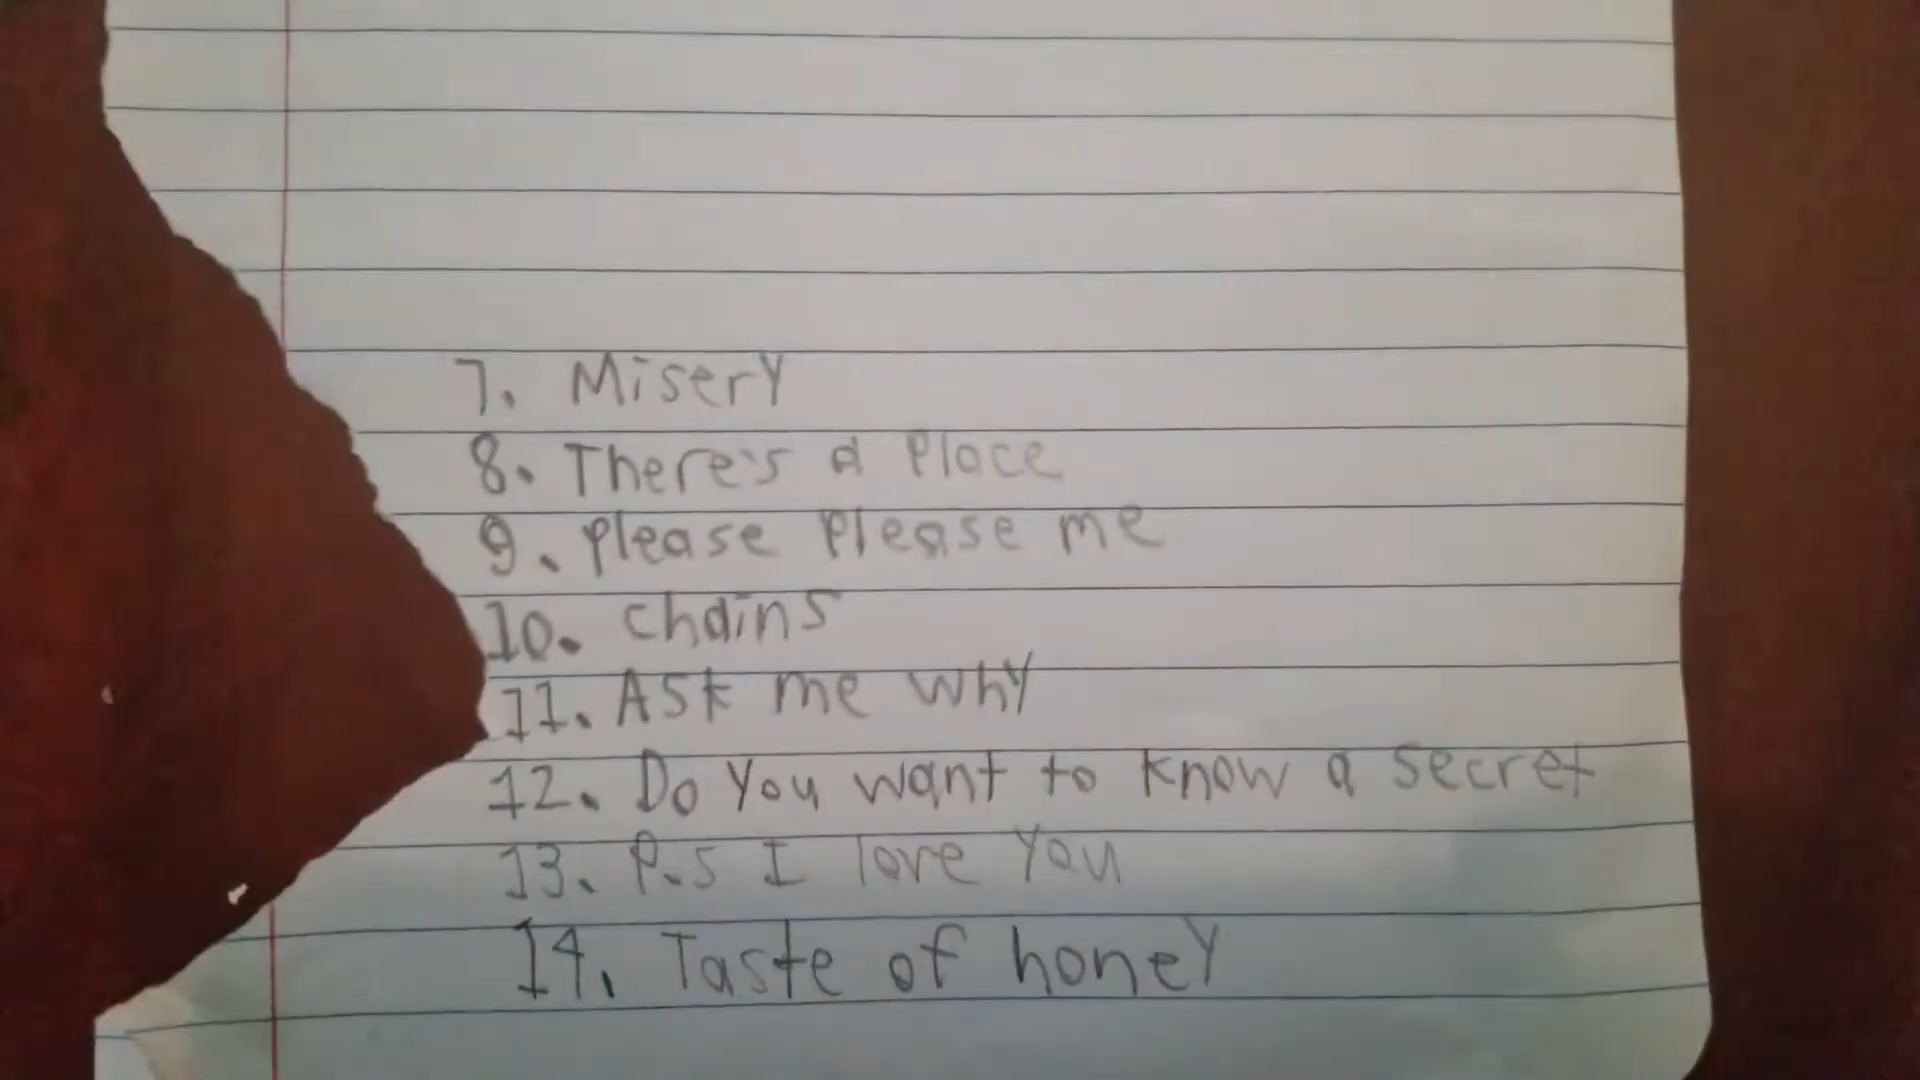 7. Misery
8. There's a Place
9. Please Please me
10. Chains
11. Ask me why
12. Do You want to know a secret
13. P.s I love You
14. Taste of honey